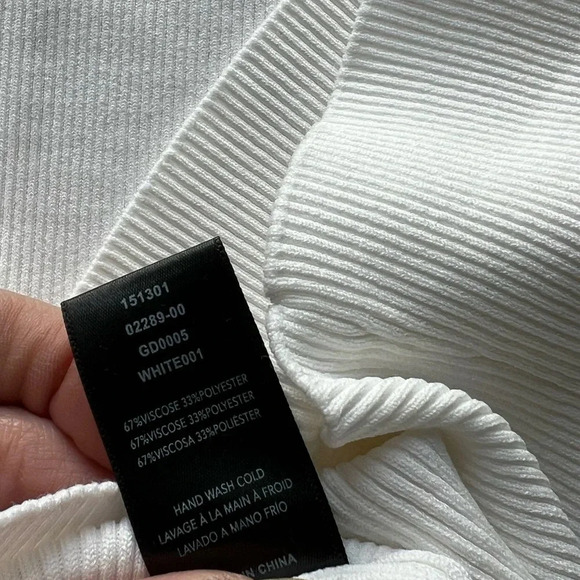 151301
02289-00
GD0005
WHITE001
67%VISCOSE 33%POLYESTER
67%VISCOSE 33%POLYESTER
67%VISCOSA 33%POLIESTER
HAND WASH COLD
LAVAGE À LA MAIN À FROID
LAVADO A MANO FRÍO
CHINA